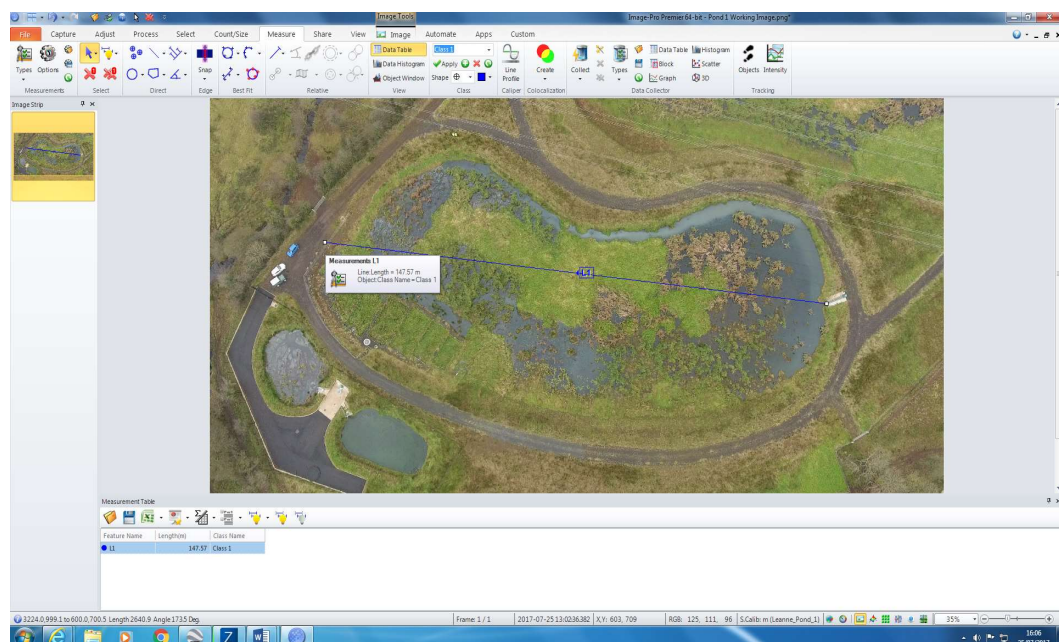 Image Tools
Image-Pro Premier 64-bit - Pond 1 Working Image.png*
File Capture Adjust Process Select Count/Size Measure Share View Image Automate Apps Custom
Data Table Class 1
Data Histogram Apply
Object Window Shape
Types Options Snap Line Profile Create Collect Types
Data Table Histogram
Block Scatter
Graph 3D
Objects Intensity
Measurements Select Direct Edge Best Fit Relative View Class Caliper Colocalization Data Collector Tracking
Image Strip
L1
Measurements L1
Line:Length = 147.57 m
Object:Class Name = Class 1
Measurement Table
Feature Name Length(m) Class Name
L1 147.57 Class 1
3224.0,999.1 to 600.0,700.5 Length 2640.9 Angle 173.5 Deg. Frame: 1 / 1 2017-07-25 13:02:36.382 X,Y: 603, 709 RGB: 125, 111, 96 S.Calib: m (Leanne_Pond_1) 35%
16:06